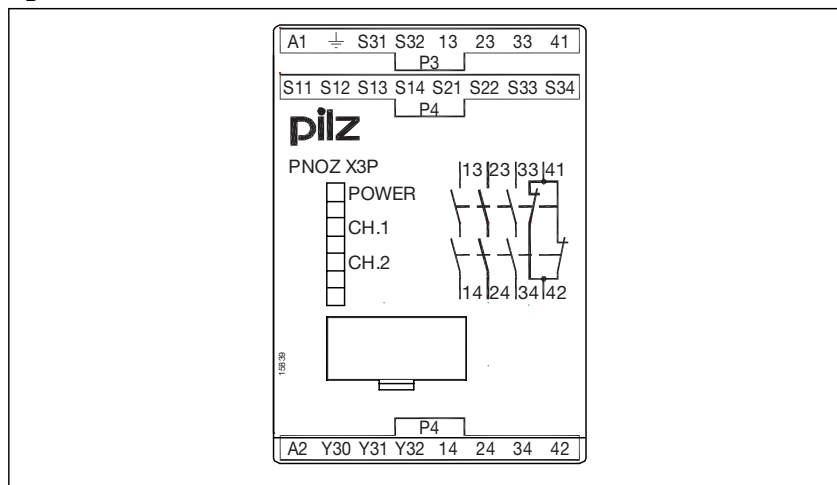 A1 ⏚ S31 S32 13 23 33 41
P3
S11 S12 S13 S14 S21 S22 S33 S34
P4
pilz
PNOZ X3P
13 23 33 41
POWER
CH.1
CH.2
14 24 34 42
15839
P4
A2 Y30 Y31 Y32 14 24 34 42